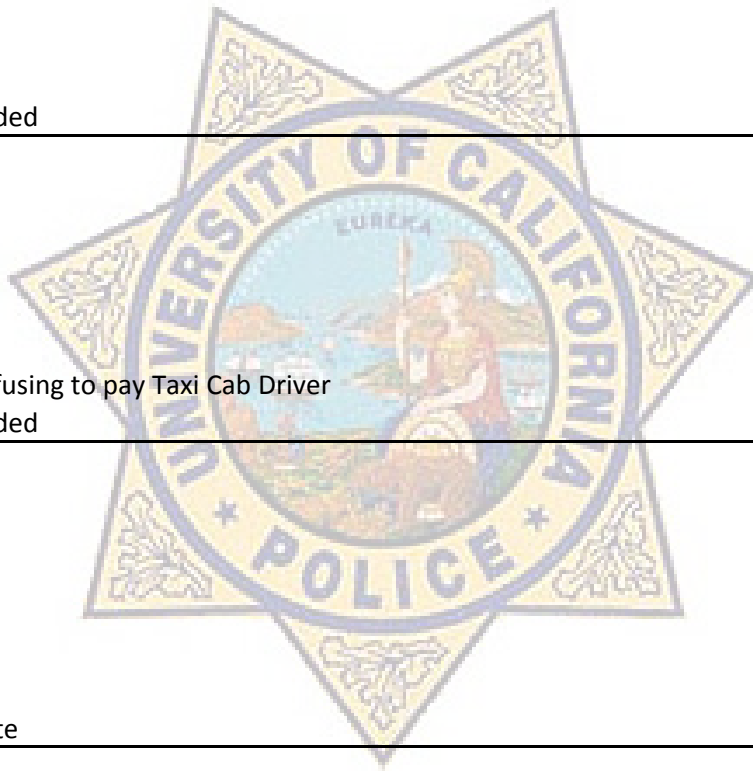 ded
UNIVERSITY OF CALIFORNIA
EUREKA
fusing to pay Taxi Cab Driver
ded
* POLICE *
te